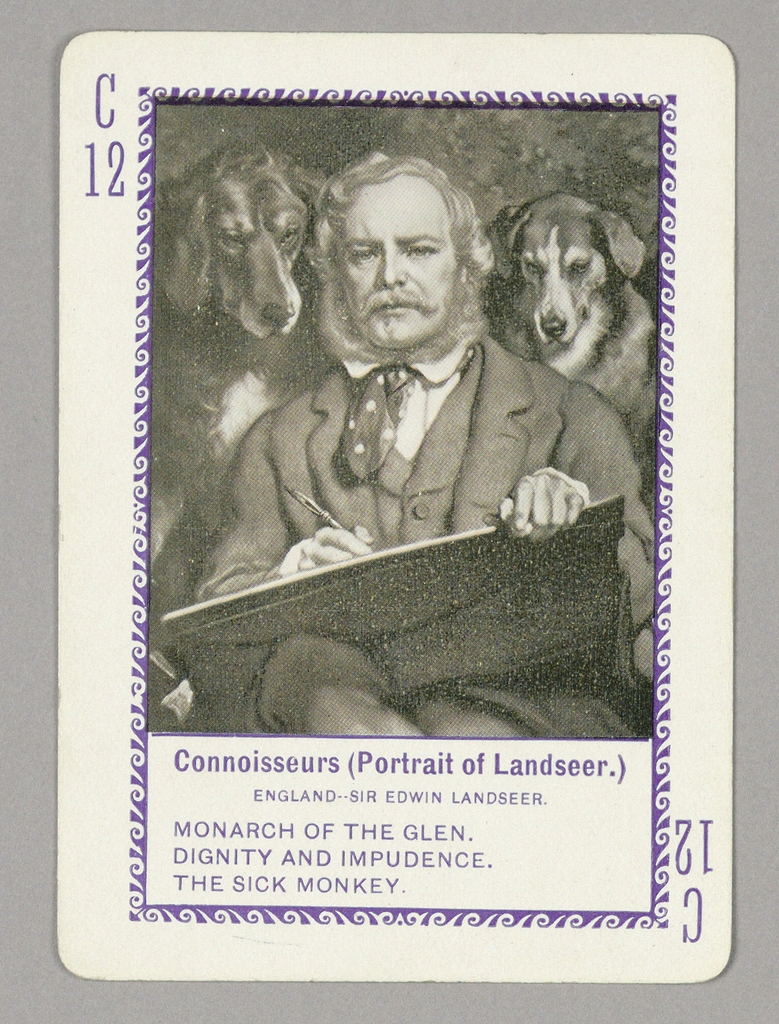 C
12
Connoisseurs (Portrait of Landseer.)
ENGLAND--SIR EDWIN LANDSEER.
MONARCH OF THE GLEN.
DIGNITY AND IMPUDENCE.
THE SICK MONKEY.
12
C